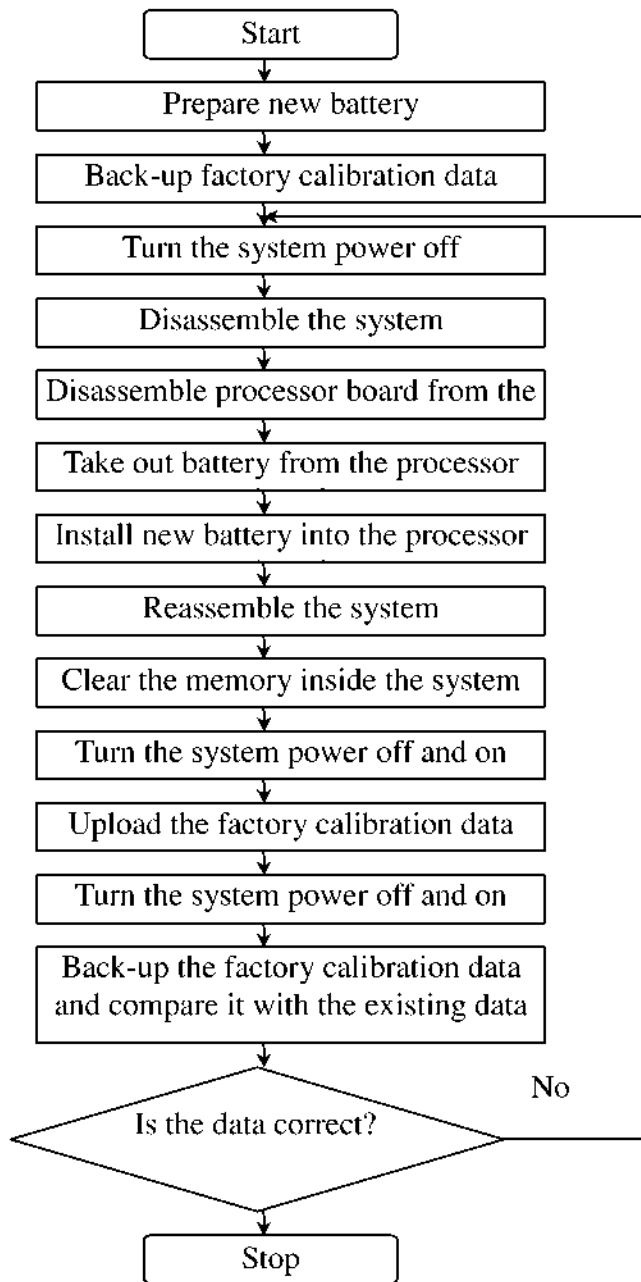 Start
Prepare new battery
Back-up factory calibration data
Turn the system power off
Disassemble the system
Disassemble processor board from the
Take out battery from the processor
Install new battery into the processor
Reassemble the system
Clear the memory inside the system
Turn the system power off and on
Upload the factory calibration data
Turn the system power off and on
Back-up the factory calibration data
and compare it with the existing data
No
Is the data correct?
Stop